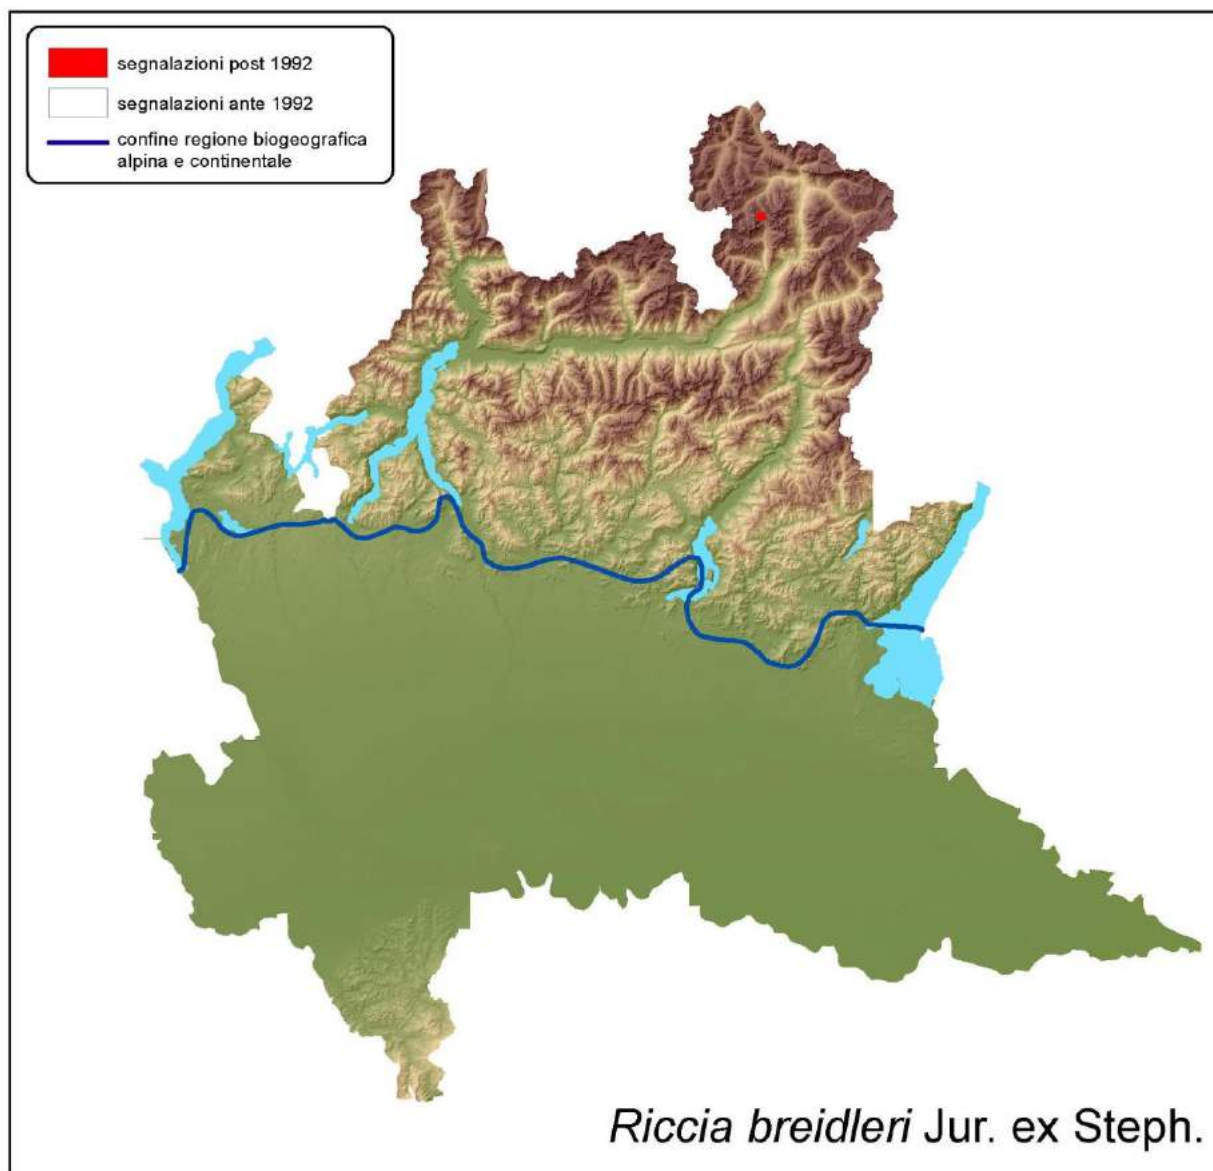 segnalazioni post 1992
segnalazioni ante 1992
confine regione biogeografica
alpina e continentale
Riccia breidleri Jur. ex Steph.